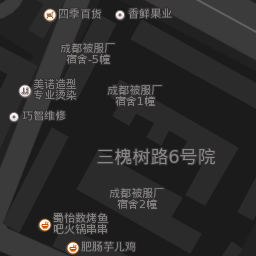 四季百货
香鲜果业
成都被服厂
宿舍-5幢
美诺造型
专业烫染
成都被服厂
宿舍1幢
巧智维修
三槐树路6号院
成都被服厂
宿舍2幢
蜀怡数烤鱼
吧火锅串串
肥肠芋儿鸡